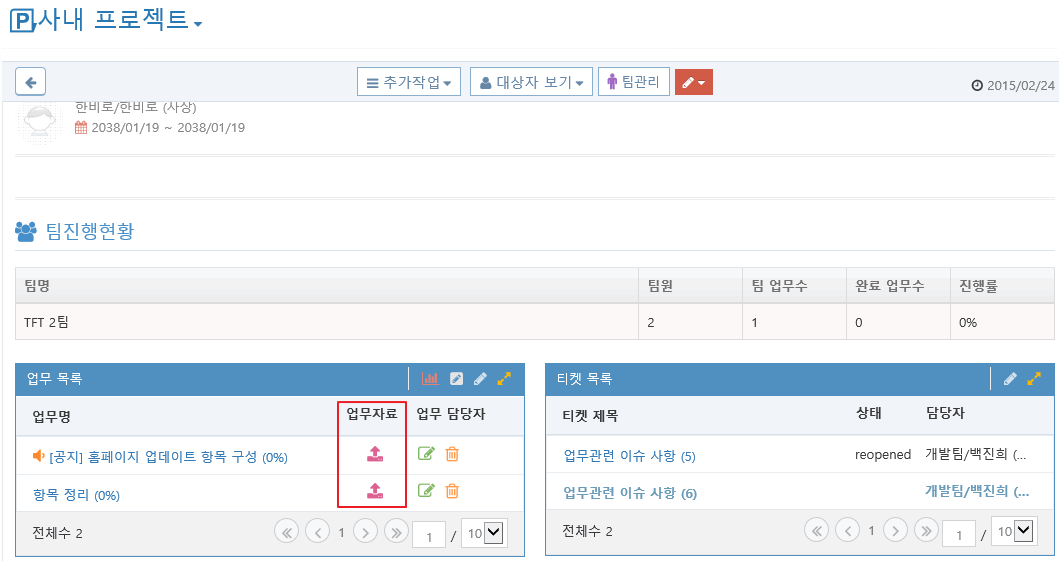 사내 프로젝트
추가작업 대상자 보기 팀관리 2015/02/24
한비로/한비로 (사장)
2038/01/19 ~ 2038/01/19
팀진행현황
팀명 팀원 팀 업무수 완료 업무수 진행률
TFT 2팀 2 1 0 0%
업무 목록
업무명 업무자료 업무 담당자
[공지] 홈페이지 업데이트 항목 구성 (0%)
항목 정리 (0%)
전체수 2 1 1 / 10
티켓 목록
티켓 제목 상태 담당자
업무관련 이슈 사항 (5) reopened 개발팀/백진희 (...
업무관련 이슈 사항 (6) 개발팀/백진희 (...
전체수 2 1 1 / 10